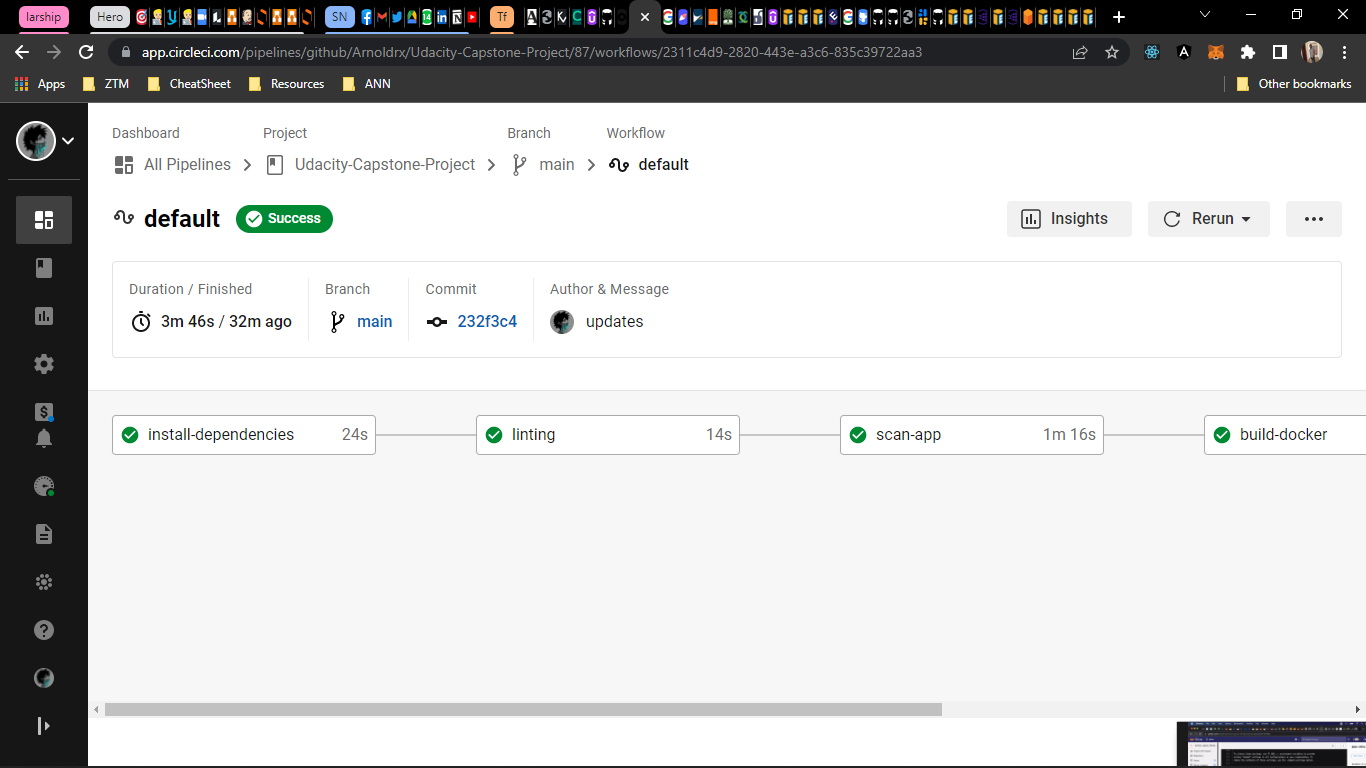 larship
Hero
SN
Tf
app.circleci.com/pipelines/github/Arnoldrx/Udacity-Capstone-Project/87/workflows/2311c4d9-2820-443e-a3c6-835c39722aa3
Apps ZTM CheatSheet Resources ANN Other bookmarks
Dashboard Project Branch Workflow
All Pipelines Udacity-Capstone-Project main default
default Success Insights Rerun
Duration / Finished Branch Commit Author & Message
3m 46s / 32m ago main 232f3c4 updates
install-dependencies 24s linting 14s scan-app 1m 16s build-docker